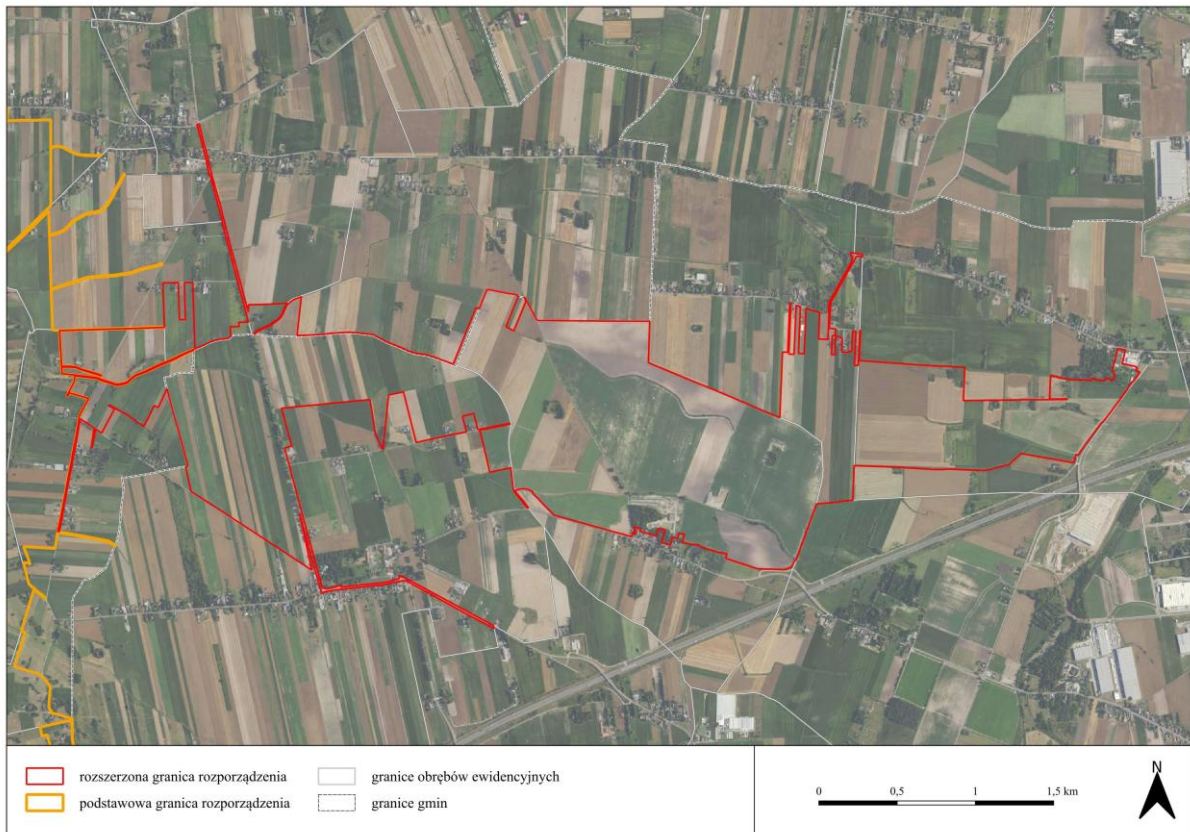 rozszerzona granica rozporządzenia
podstawowa granica rozporządzenia
granice obrębów ewidencyjnych
granice gmin
0 0,5 1 1,5 km
N